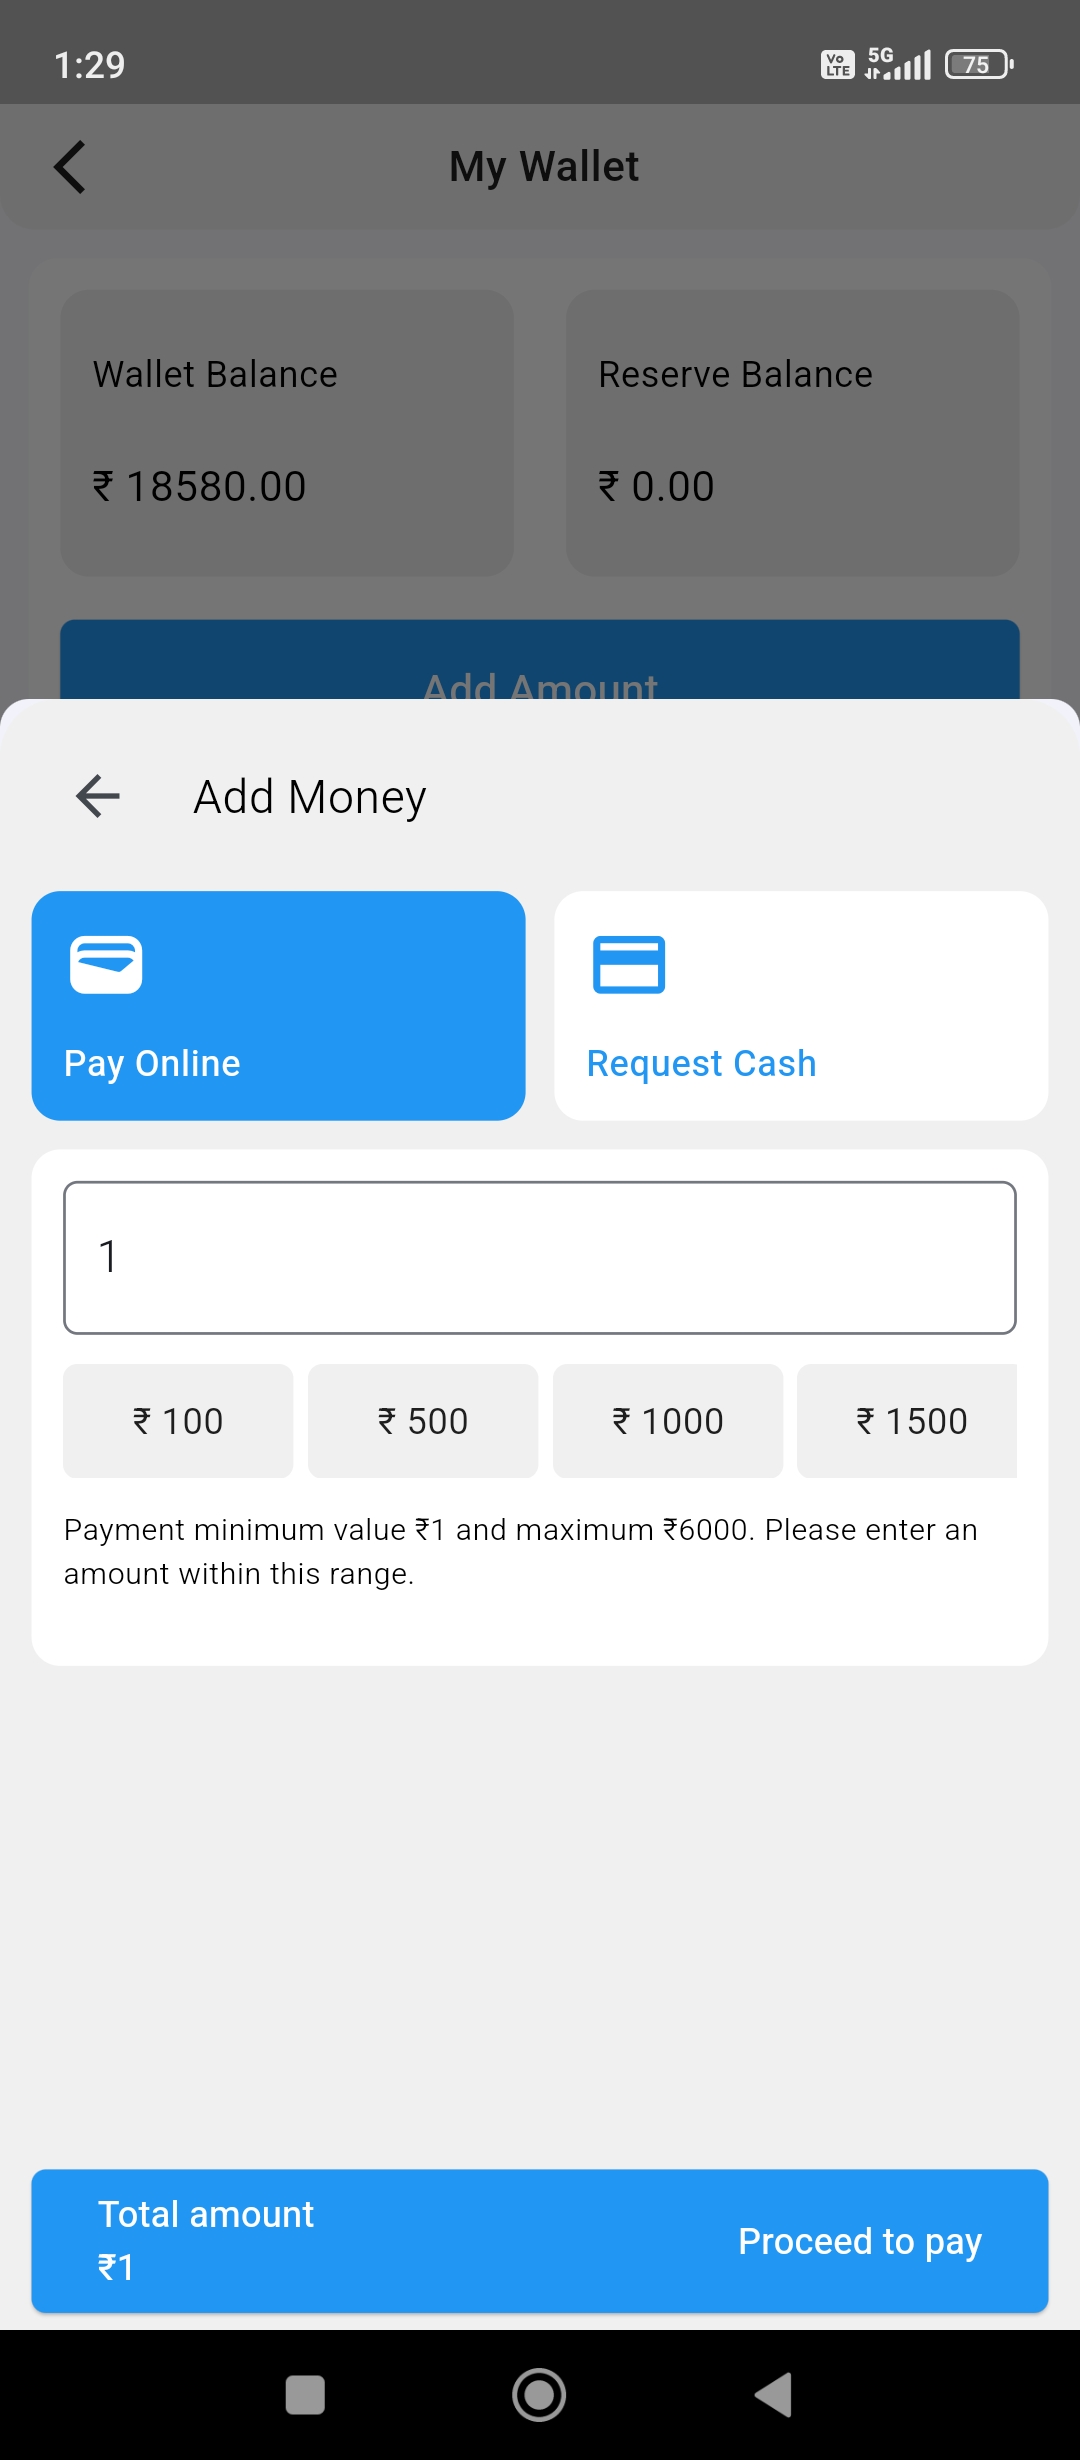 1:29
Vo LTE 5G 75
My Wallet
Wallet Balance
Reserve Balance
₹ 18580.00
₹ 0.00
Add Amount
Add Money
Pay Online
Request Cash
1
₹ 100
₹ 500
₹ 1000
₹ 1500
Payment minimum value ₹1 and maximum ₹6000. Please enter an
amount within this range.
Total amount
₹1
Proceed to pay